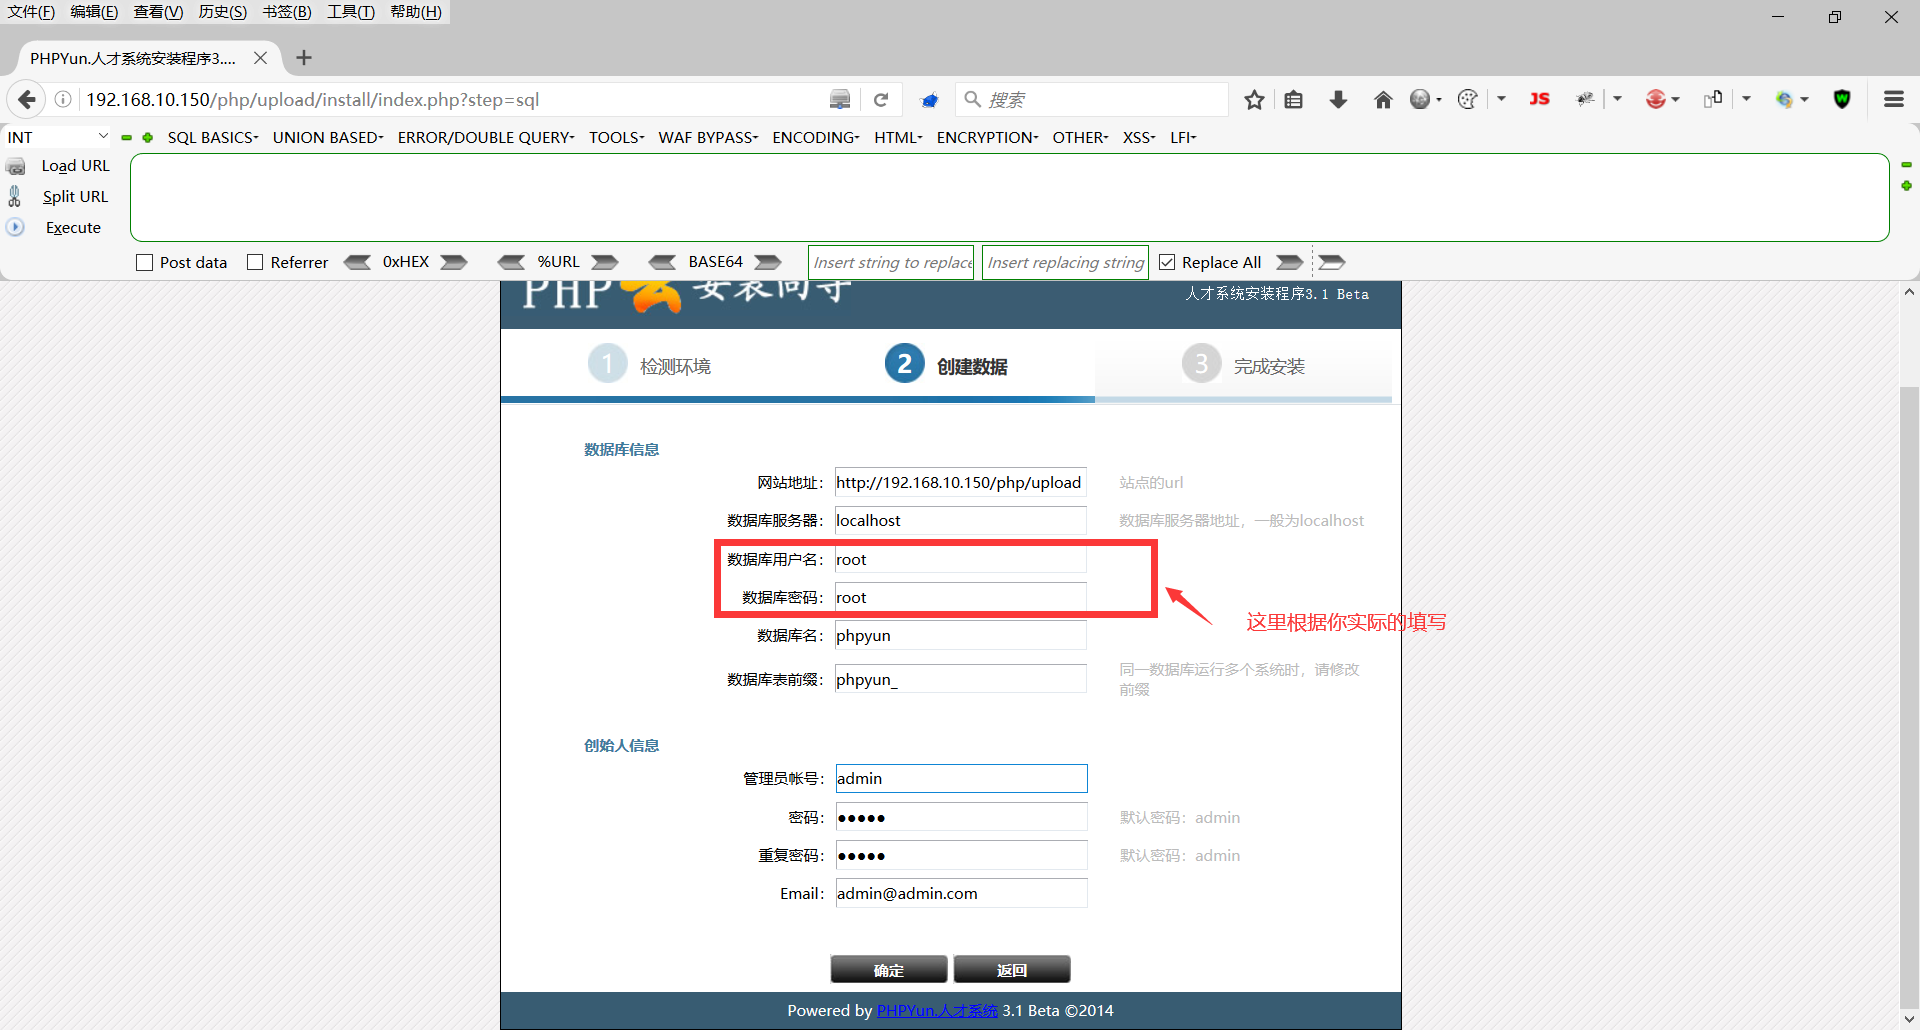 文件(F) 编辑(E) 查看(V) 历史(S) 书签(B) 工具(T) 帮助(H)
PHPYun.人才系统安装程序3....
192.168.10.150/php/upload/install/index.php?step=sql
搜索
JS
INT
SQL BASICS UNION BASED ERROR/DOUBLE QUERY TOOLS WAF BYPASS ENCODING HTML ENCRYPTION OTHER XSS LFI
Load URL
Split URL
Execute
Post data Referrer 0xHEX %URL BASE64 Insert string to replace Insert replacing string Replace All
PHP 安装向导
人才系统安装程序3.1 Beta
1 检测环境 2 创建数据 3 完成安装
数据库信息
网站地址: http://192.168.10.150/php/upload 站点的url
数据库服务器: localhost 数据库服务器地址，一般为localhost
数据库用户名: root
数据库密码: root
这里根据你实际的填写
数据库名: phpyun
数据库表前缀: phpyun_ 同一数据库运行多个系统时，请修改
前缀
创始人信息
管理员帐号: admin
密码: ●●●●● 默认密码: admin
重复密码: ●●●●● 默认密码: admin
Email: admin@admin.com
确定 返回
Powered by PHPYun.人才系统 3.1 Beta ©2014